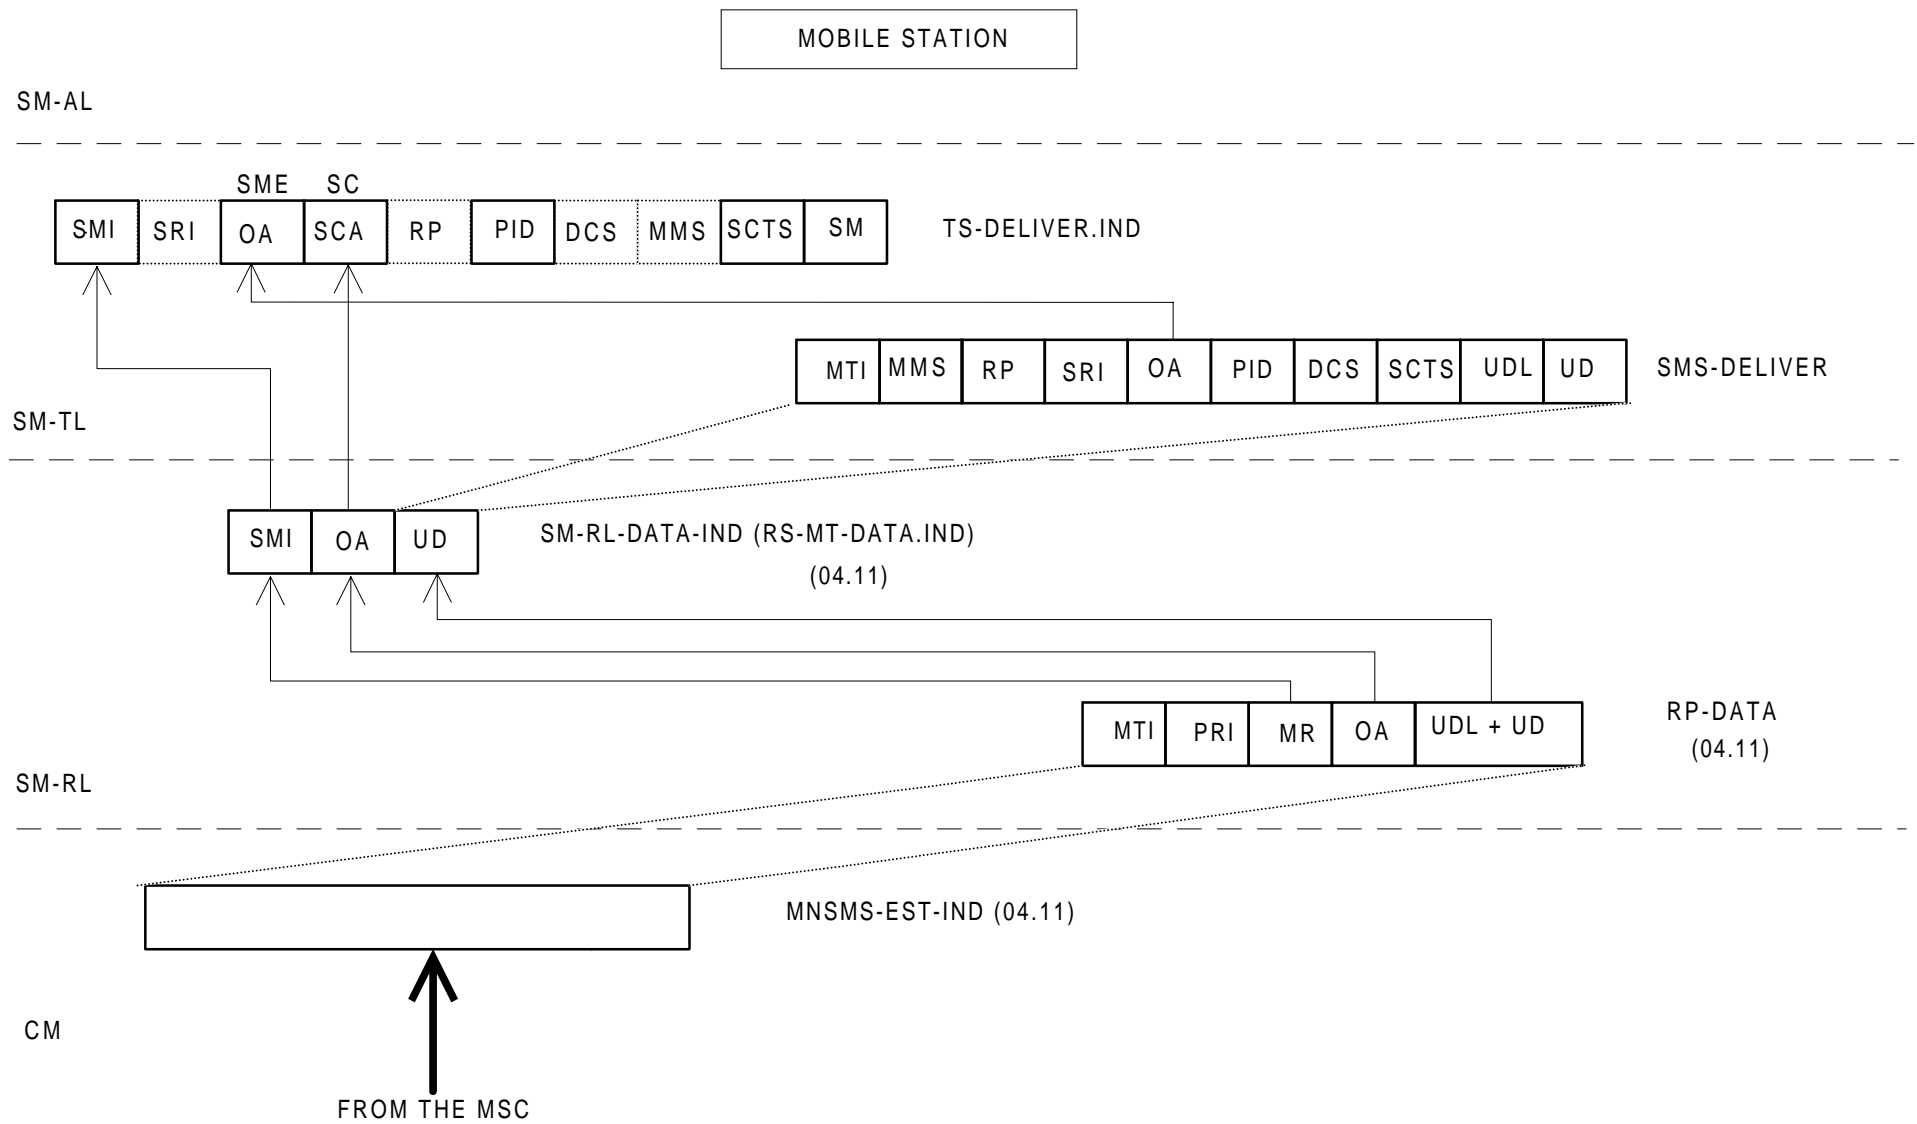 MOBILE STATION
SM-AL
SME SC
SMI SRI OA SCA RP PID DCS MMS SCTS SM TS-DELIVER.IND
MTI MMS RP SRI OA PID DCS SCTS UDL UD SMS-DELIVER
SM-TL
SMI OA UD SM-RL-DATA-IND (RS-MT-DATA.IND)
(04.11)
MTI PRI MR OA UDL + UD RP-DATA
(04.11)
SM-RL
MNSMS-EST-IND (04.11)
CM
FROM THE MSC